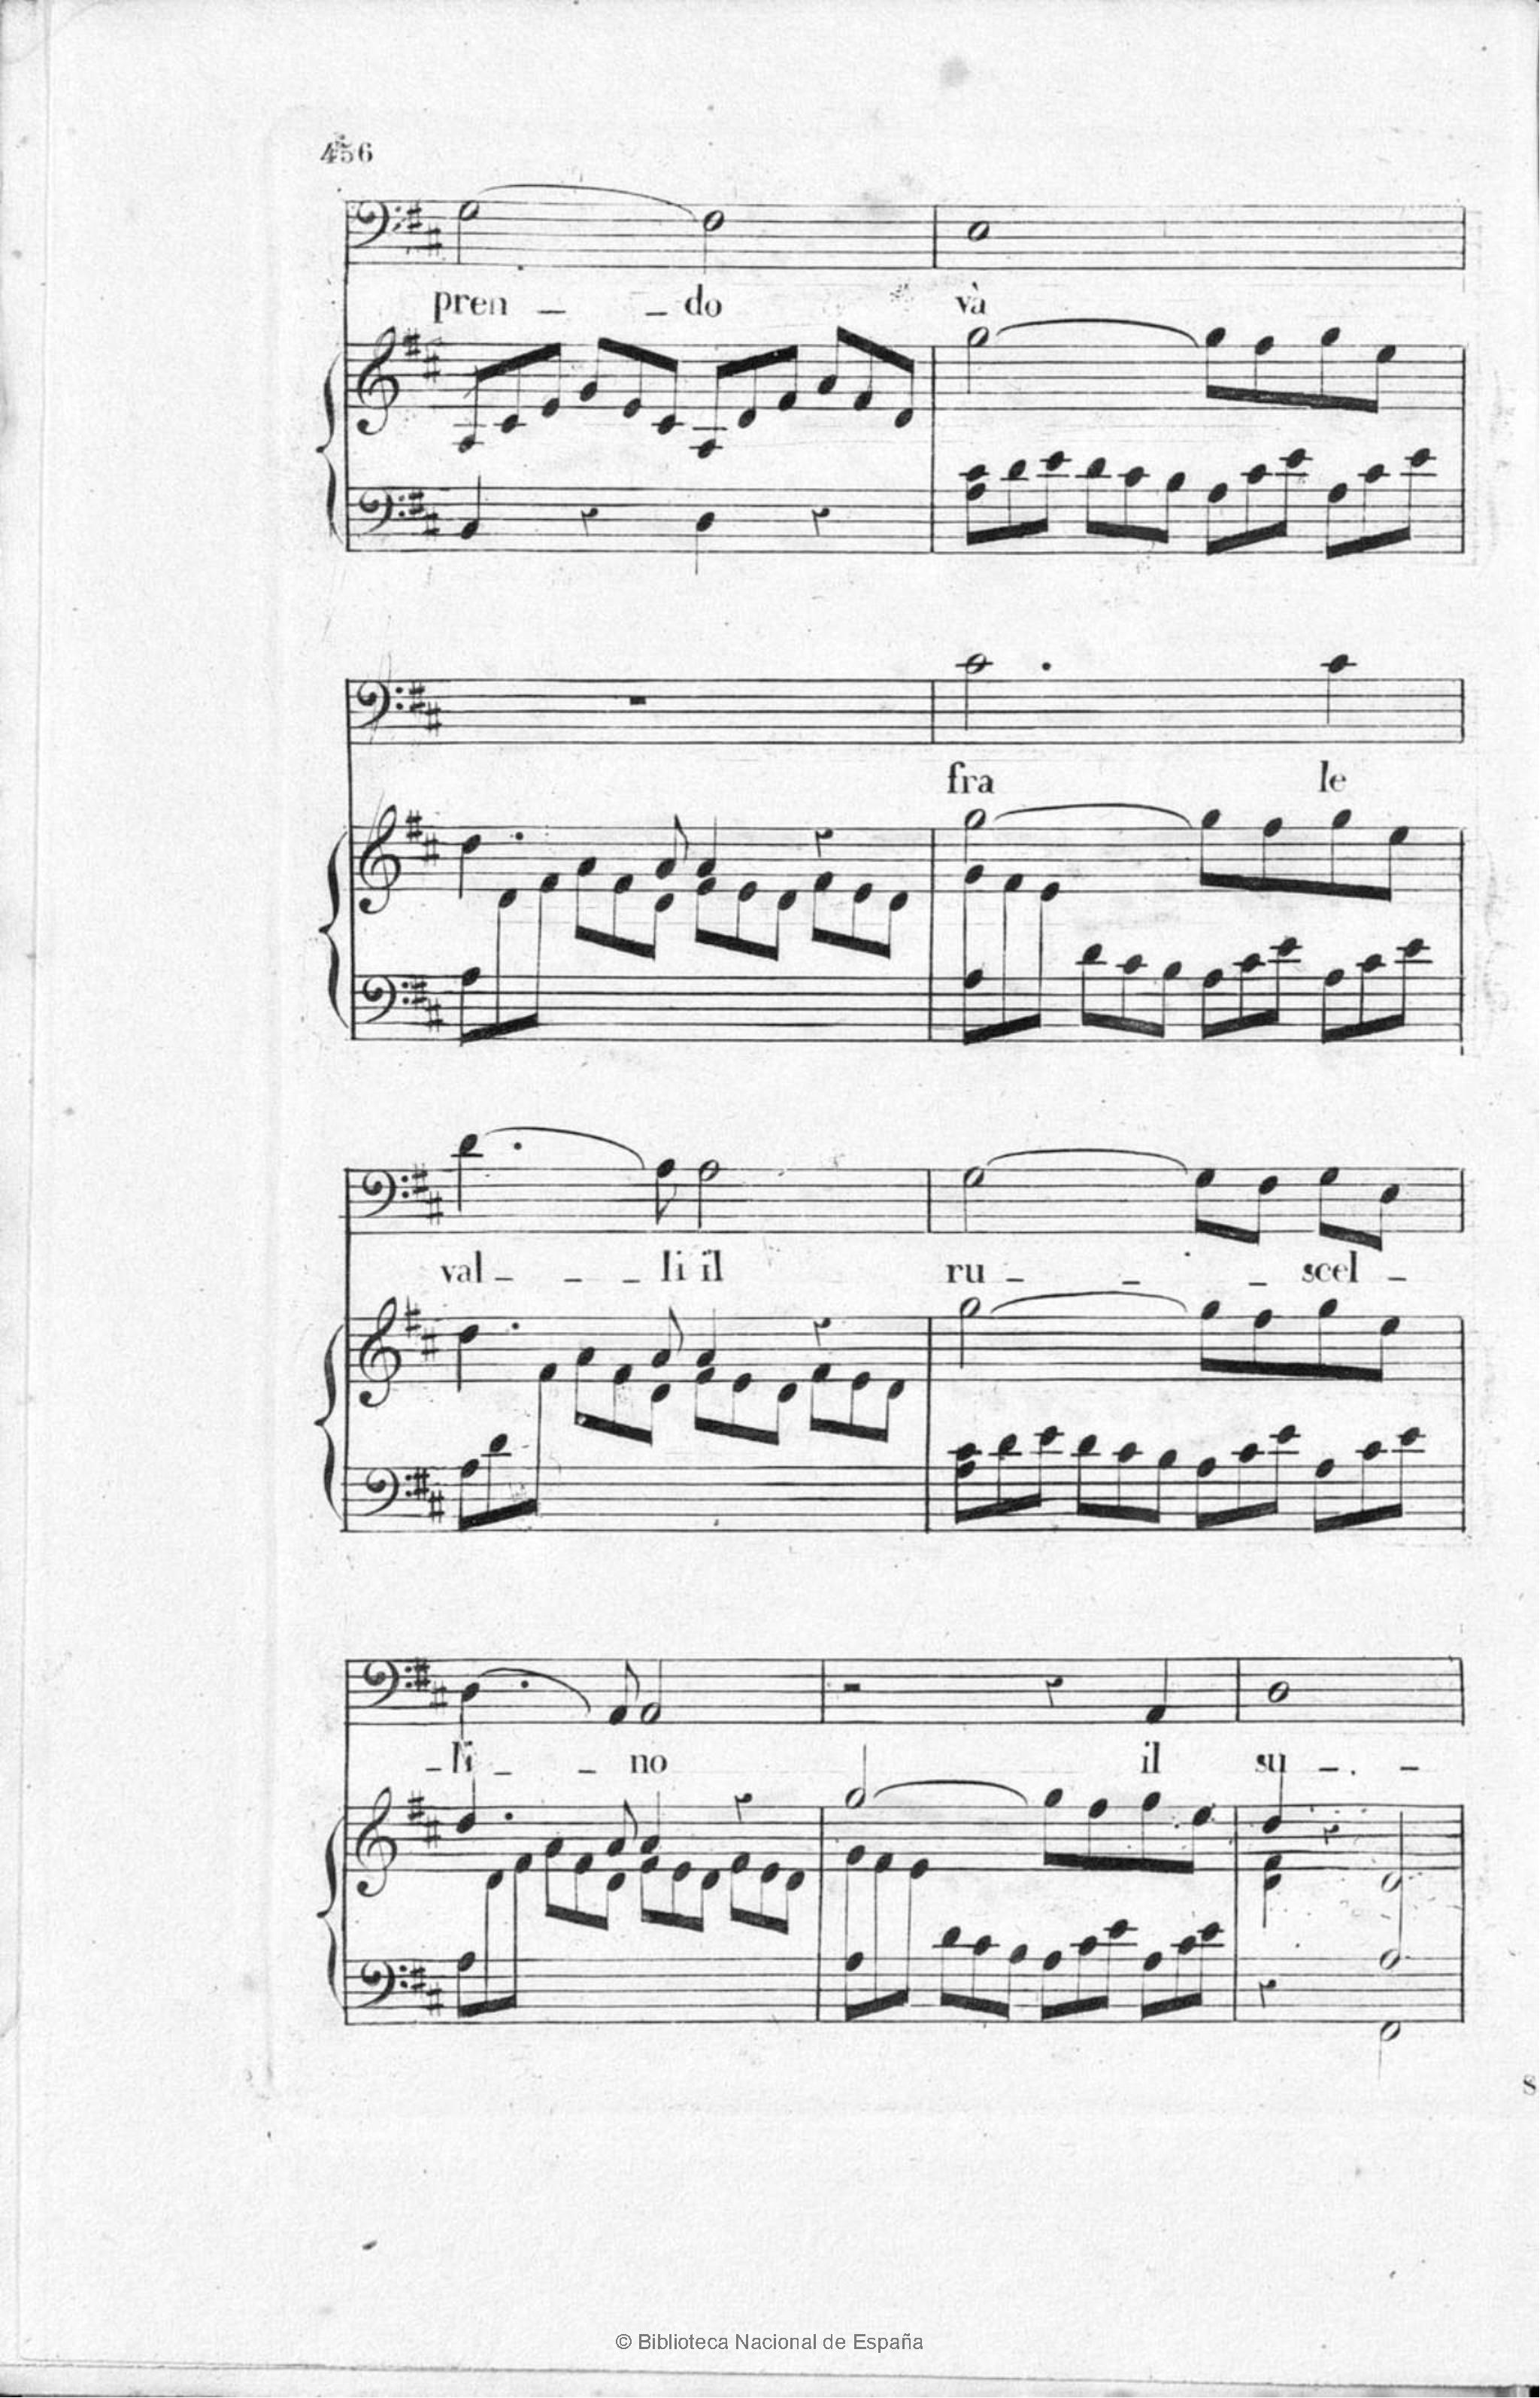 456
pren _ _ do và
fra le
val _ _ _ li il ru _ _ _ scel _
_ li _ _ no il su _ . _
s
© Biblioteca Nacional de España